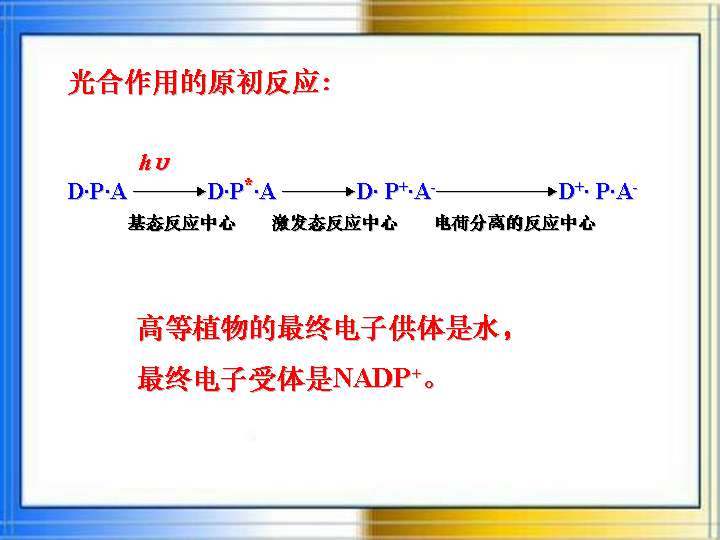 光合作用的原初反应：
hυ
D·P·A D·P*·A D· P⁺·A⁻ D⁺· P·A⁻
基态反应中心 激发态反应中心 电荷分离的反应中心
高等植物的最终电子供体是水，
最终电子受体是NADP⁺。